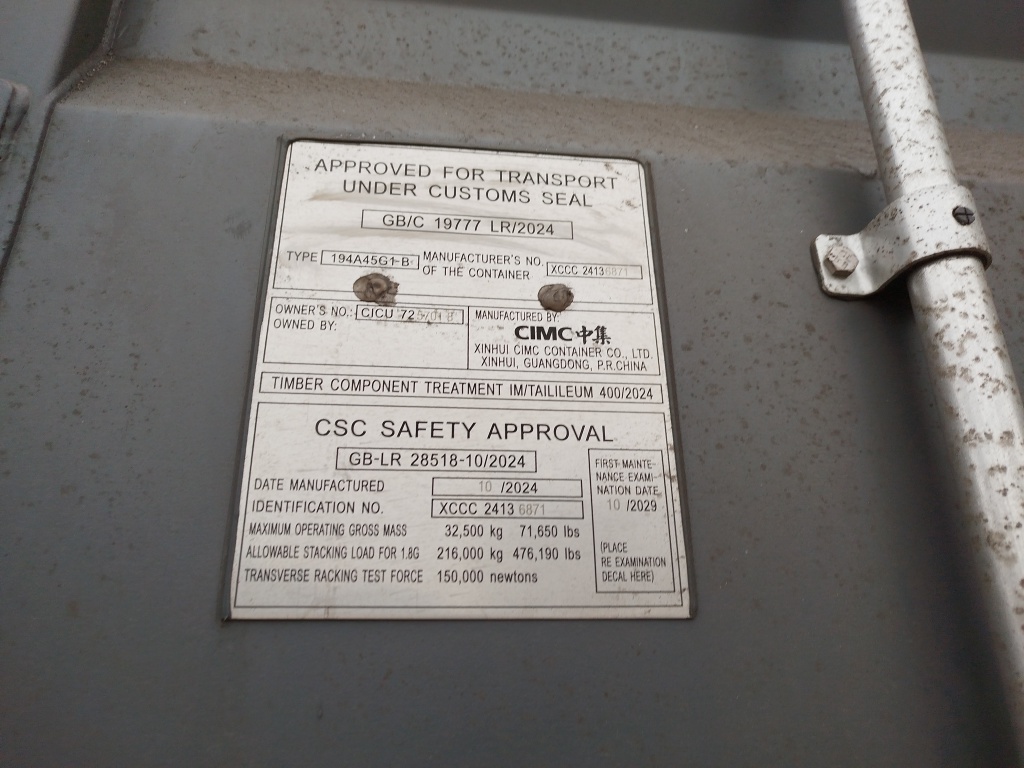 APPROVED FOR TRANSPORT
UNDER CUSTOMS SEAL
GB/C 19777 LR/2024
TYPE 194A45G1-B MANUFACTURER'S NO. OF THE CONTAINER XCCC 24136871
OWNER'S NO.: CICU 72
OWNED BY:
MANUFACTURED BY:
CIMC中集
XINHUI CIMC CONTAINER CO., LTD.
XINHUI, GUANGDONG, P.R.CHINA
TIMBER COMPONENT TREATMENT IM/TAILILEUM 400/2024
CSC SAFETY APPROVAL
GB-LR 28518-10/2024
DATE MANUFACTURED 10 /2024
IDENTIFICATION NO. XCCC 2413 6871
MAXIMUM OPERATING GROSS MASS 32,500 kg 71,650 lbs
ALLOWABLE STACKING LOAD FOR 1.8G 216,000 kg 476,190 lbs
TRANSVERSE RACKING TEST FORCE 150,000 newtons
FIRST MAINTE-
NANCE EXAMI-
NATION DATE
10 /2029
(PLACE
RE EXAMINATION
DECAL HERE)